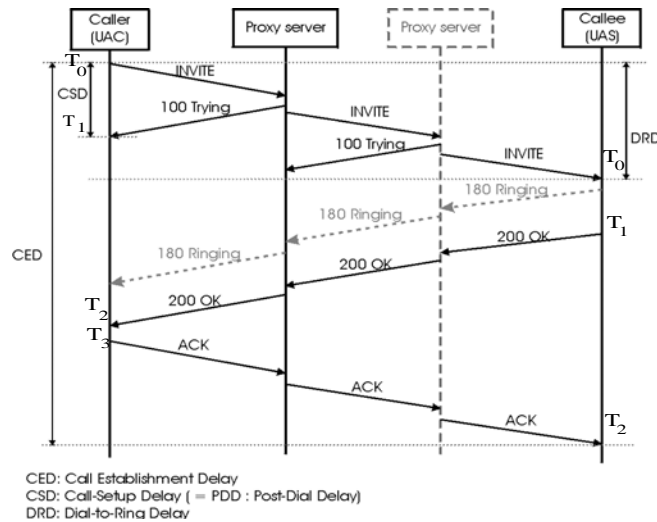 Caller
(UAC)
Proxy server
Proxy server
Callee
(UAS)
T0
INVITE
CSD
100 Trying
INVITE
T1
100 Trying
INVITE
DRD
T0
180 Ringing
180 Ringing
T1
200 OK
180 Ringing
CED
200 OK
200 OK
T2
T3
ACK
ACK
ACK
T2
CED: Call Establishment Delay
CSD: Call-Setup Delay ( = PDD : Post-Dial Delay)
DRD: Dial-to-Ring Delay